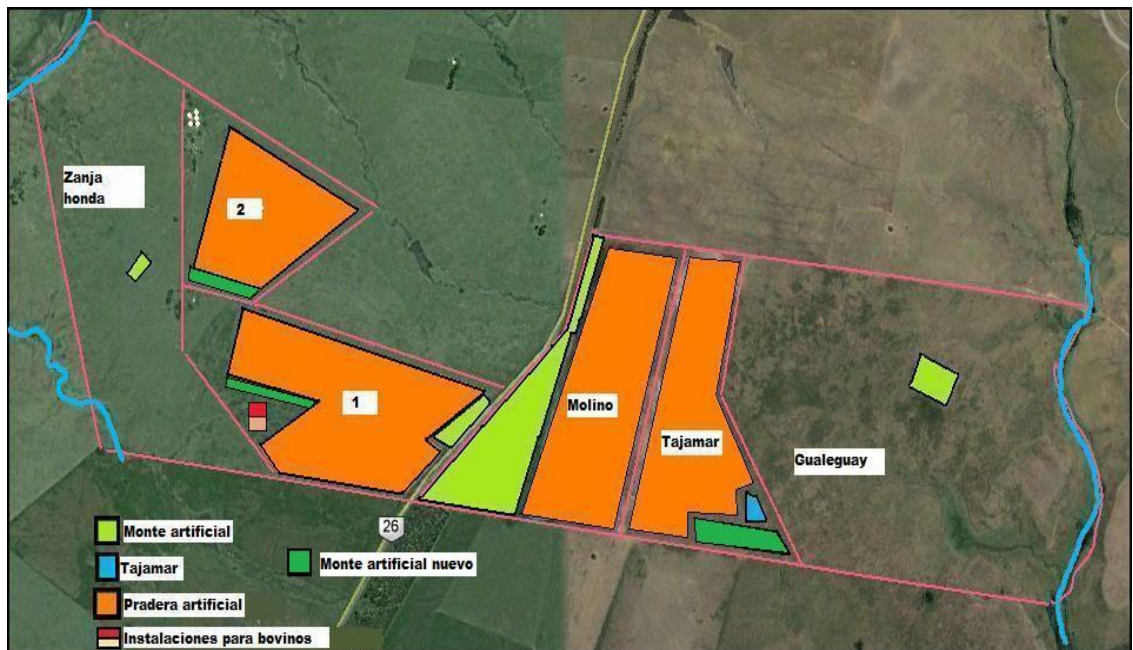 Zanja
honda
2
1
Molino
Tajamar
Gualeguay
26
Monte artificial
Tajamar
Monte artificial nuevo
Pradera artificial
Instalaciones para bovinos